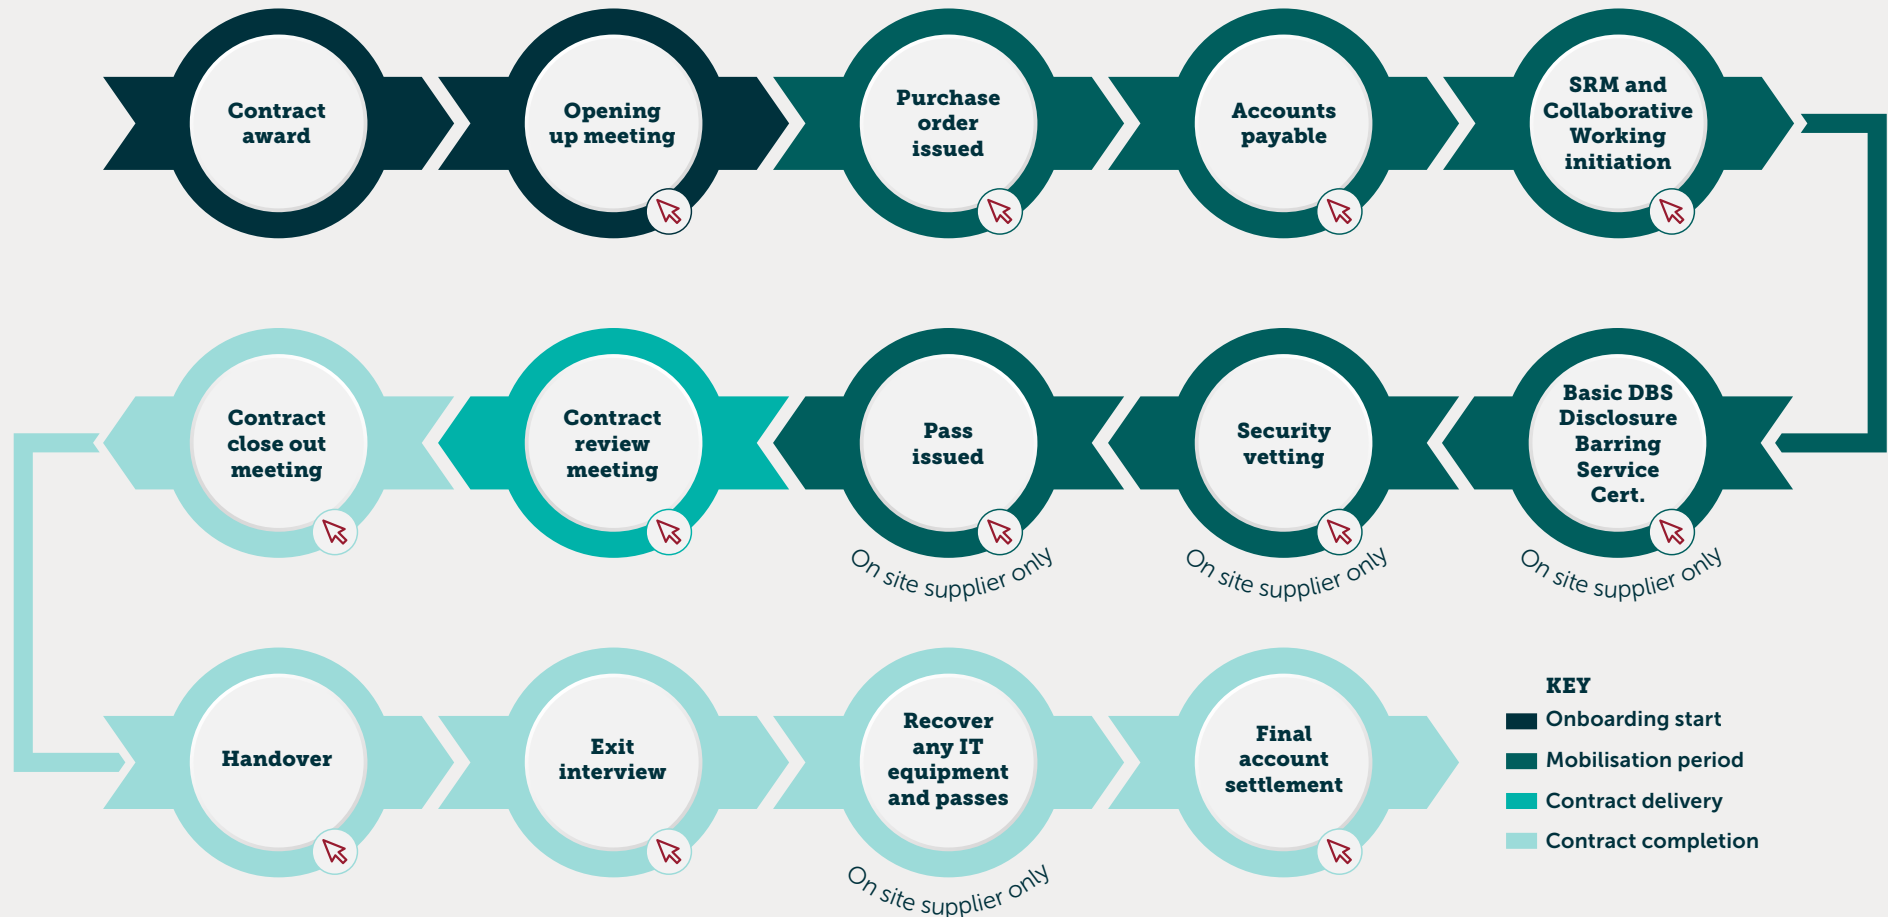 Contract
award
Opening
up meeting
Purchase
order
issued
Accounts
payable
SRM and
Collaborative
Working
initiation
Basic DBS
Disclosure
Barring
Service
Cert.
On site supplier only
Security
vetting
On site supplier only
Pass
issued
On site supplier only
Contract
review
meeting
Contract
close out
meeting
Handover
Exit
interview
Recover
any IT
equipment
and passes
On site supplier only
Final
account
settlement
KEY
Onboarding start
Mobilisation period
Contract delivery
Contract completion